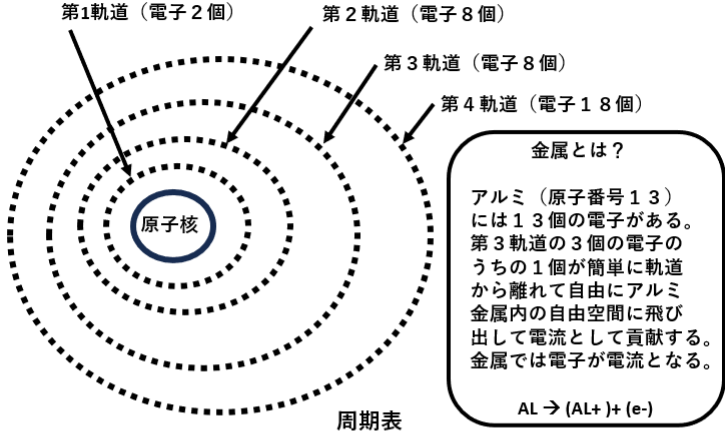 第1軌道（電子２個）
第２軌道（電子８個）
第３軌道（電子８個）
第４軌道（電子１８個）
原子核
金属とは？
アルミ（原子番号１３）
には１３個の電子がある。
第３軌道の３個の電子の
うちの１個が簡単に軌道
から離れて自由にアルミ
金属内の自由空間に飛び
出して電流として貢献する。
金属では電子が電流となる。
AL → (AL+ )+ (e-)
周期表